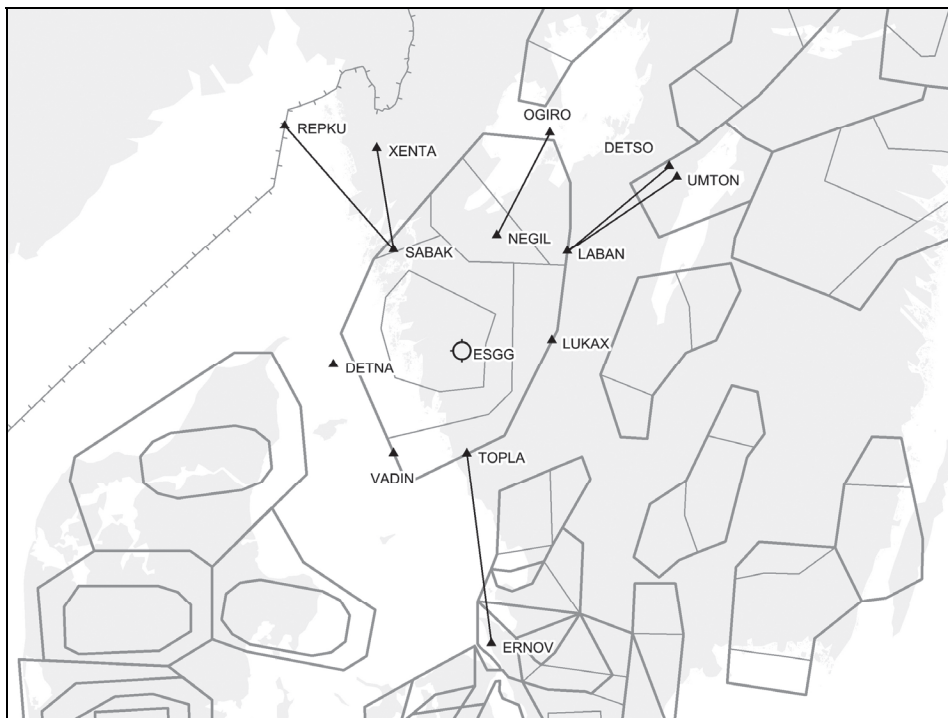 OGIRO
REPKU
XENTA
DETSO
UMTON
NEGIL
SABAK
LABAN
LUKAX
ESGG
DETNA
TOPLA
VADIN
ERNOV